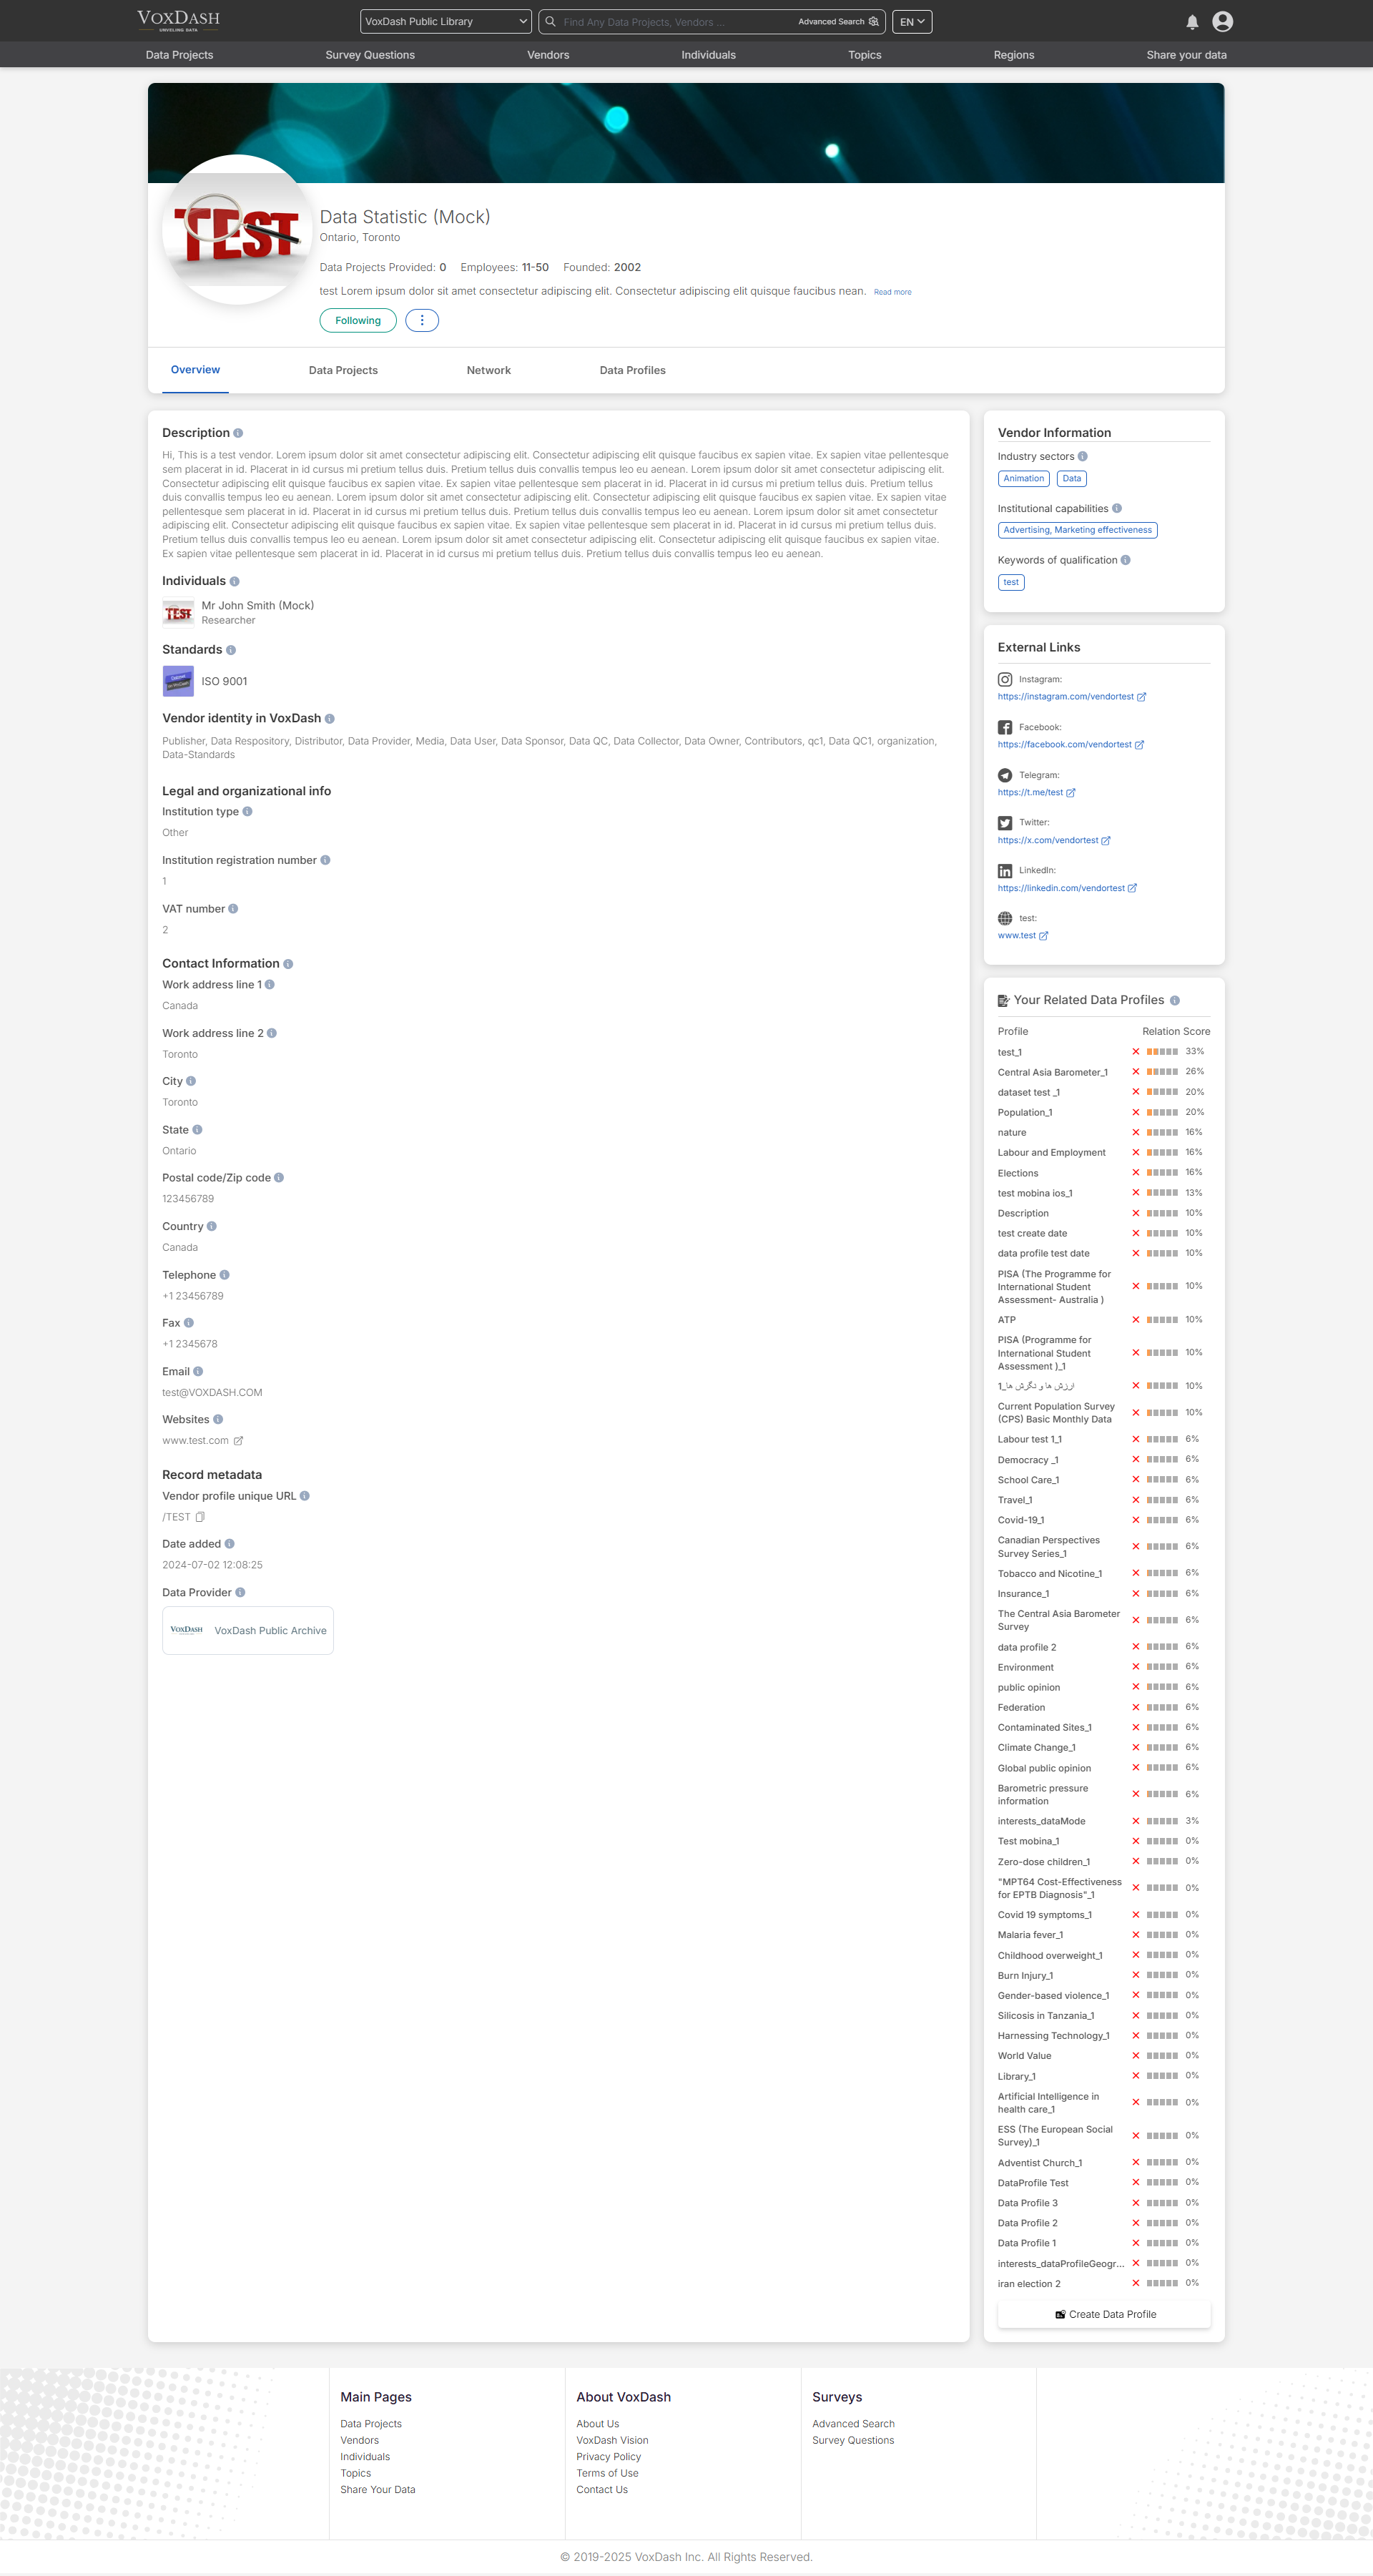 VOXDASH
UNVEILING DATA
VoxDash Public Library
Find Any Data Projects, Vendors ...
Advanced Search
EN
Data Projects
Survey Questions
Vendors
Individuals
Topics
Regions
Share your data
TEST
Data Statistic (Mock)
Ontario, Toronto
Data Projects Provided: 0 Employees: 11-50 Founded: 2002
test Lorem ipsum dolor sit amet consectetur adipiscing elit. Consectetur adipiscing elit quisque faucibus nean. Read more
Following
Overview
Data Projects
Network
Data Profiles
Description
Hi, This is a test vendor. Lorem ipsum dolor sit amet consectetur adipiscing elit. Consectetur adipiscing elit quisque faucibus ex sapien vitae. Ex sapien vitae pellentesque
sem placerat in id. Placerat in id cursus mi pretium tellus duis. Pretium tellus duis convallis tempus leo eu aenean. Lorem ipsum dolor sit amet consectetur adipiscing elit.
Consectetur adipiscing elit quisque faucibus ex sapien vitae. Ex sapien vitae pellentesque sem placerat in id. Placerat in id cursus mi pretium tellus duis. Pretium tellus
duis convallis tempus leo eu aenean. Lorem ipsum dolor sit amet consectetur adipiscing elit. Consectetur adipiscing elit quisque faucibus ex sapien vitae. Ex sapien vitae
pellentesque sem placerat in id. Placerat in id cursus mi pretium tellus duis. Pretium tellus duis convallis tempus leo eu aenean. Lorem ipsum dolor sit amet consectetur
adipiscing elit. Consectetur adipiscing elit quisque faucibus ex sapien vitae. Ex sapien vitae pellentesque sem placerat in id. Placerat in id cursus mi pretium tellus duis.
Pretium tellus duis convallis tempus leo eu aenean. Lorem ipsum dolor sit amet consectetur adipiscing elit. Consectetur adipiscing elit quisque faucibus ex sapien vitae.
Ex sapien vitae pellentesque sem placerat in id. Placerat in id cursus mi pretium tellus duis. Pretium tellus duis convallis tempus leo eu aenean.
Individuals
TEST
Mr John Smith (Mock)
Researcher
Standards
ISO 9001
Vendor identity in VoxDash
Publisher, Data Respository, Distributor, Data Provider, Media, Data User, Data Sponsor, Data QC, Data Collector, Data Owner, Contributors, qc1, Data QC1, organization,
Data-Standards
Legal and organizational info
Institution type
Other
Institution registration number
1
VAT number
2
Contact Information
Work address line 1
Canada
Work address line 2
Toronto
City
Toronto
State
Ontario
Postal code/Zip code
123456789
Country
Canada
Telephone
+1 23456789
Fax
+1 2345678
Email
test@VOXDASH.COM
Websites
www.test.com
Record metadata
Vendor profile unique URL
/TEST
Date added
2024-07-02 12:08:25
Data Provider
VOXDASH
VoxDash Public Archive
Vendor Information
Industry sectors
Animation Data
Institutional capabilities
Advertising, Marketing effectiveness
Keywords of qualification
test
External Links
Instagram:
https://instagram.com/vendortest
Facebook:
https://facebook.com/vendortest
Telegram:
https://t.me/test
Twitter:
https://x.com/vendortest
LinkedIn:
https://linkedin.com/vendortest
test:
www.test
Your Related Data Profiles
Profile Relation Score
test_1 33%
Central Asia Barometer_1 26%
dataset test _1 20%
Population_1 20%
nature 16%
Labour and Employment 16%
Elections 16%
test mobina ios_1 13%
Description 10%
test create date 10%
data profile test date 10%
PISA (The Programme for
International Student 10%
Assessment- Australia )
ATP 10%
PISA (Programme for
International Student 10%
Assessment )_1
ارزش ها و نگرش ها_1 10%
Current Population Survey 10%
(CPS) Basic Monthly Data
Labour test 1_1 6%
Democracy _1 6%
School Care_1 6%
Travel_1 6%
Covid-19_1 6%
Canadian Perspectives 6%
Survey Series_1
Tobacco and Nicotine_1 6%
Insurance_1 6%
The Central Asia Barometer 6%
Survey
data profile 2 6%
Environment 6%
public opinion 6%
Federation 6%
Contaminated Sites_1 6%
Climate Change_1 6%
Global public opinion 6%
Barometric pressure 6%
information
interests_dataMode 3%
Test mobina_1 0%
Zero-dose children_1 0%
"MPT64 Cost-Effectiveness 0%
for EPTB Diagnosis"_1
Covid 19 symptoms_1 0%
Malaria fever_1 0%
Childhood overweight_1 0%
Burn Injury_1 0%
Gender-based violence_1 0%
Silicosis in Tanzania_1 0%
Harnessing Technology_1 0%
World Value 0%
Library_1 0%
Artificial Intelligence in 0%
health care_1
ESS (The European Social 0%
Survey)_1
Adventist Church_1 0%
DataProfile Test 0%
Data Profile 3 0%
Data Profile 2 0%
Data Profile 1 0%
interests_dataProfileGeogr... 0%
iran election 2 0%
Create Data Profile
Main Pages
Data Projects
Vendors
Individuals
Topics
Share Your Data
About VoxDash
About Us
VoxDash Vision
Privacy Policy
Terms of Use
Contact Us
Surveys
Advanced Search
Survey Questions
© 2019-2025 VoxDash Inc. All Rights Reserved.